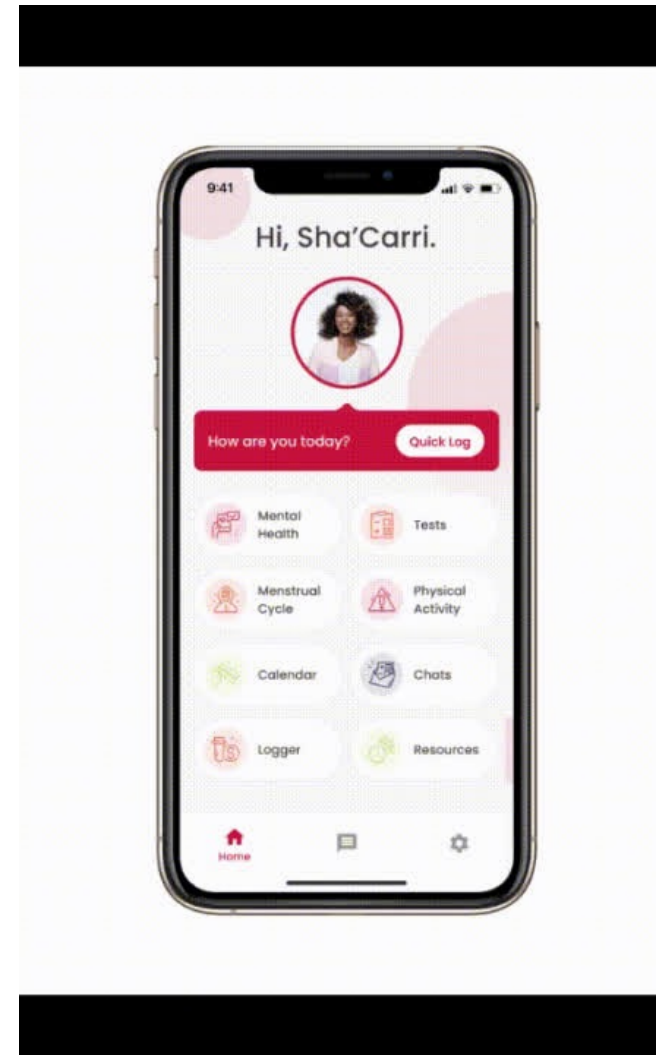 9:41
Hi, Sha'Carri.
How are you today?
Quick Log
Mental
Health
Tests
Menstrual
Cycle
Physical
Activity
Calendar
Chats
Logger
Resources
Home